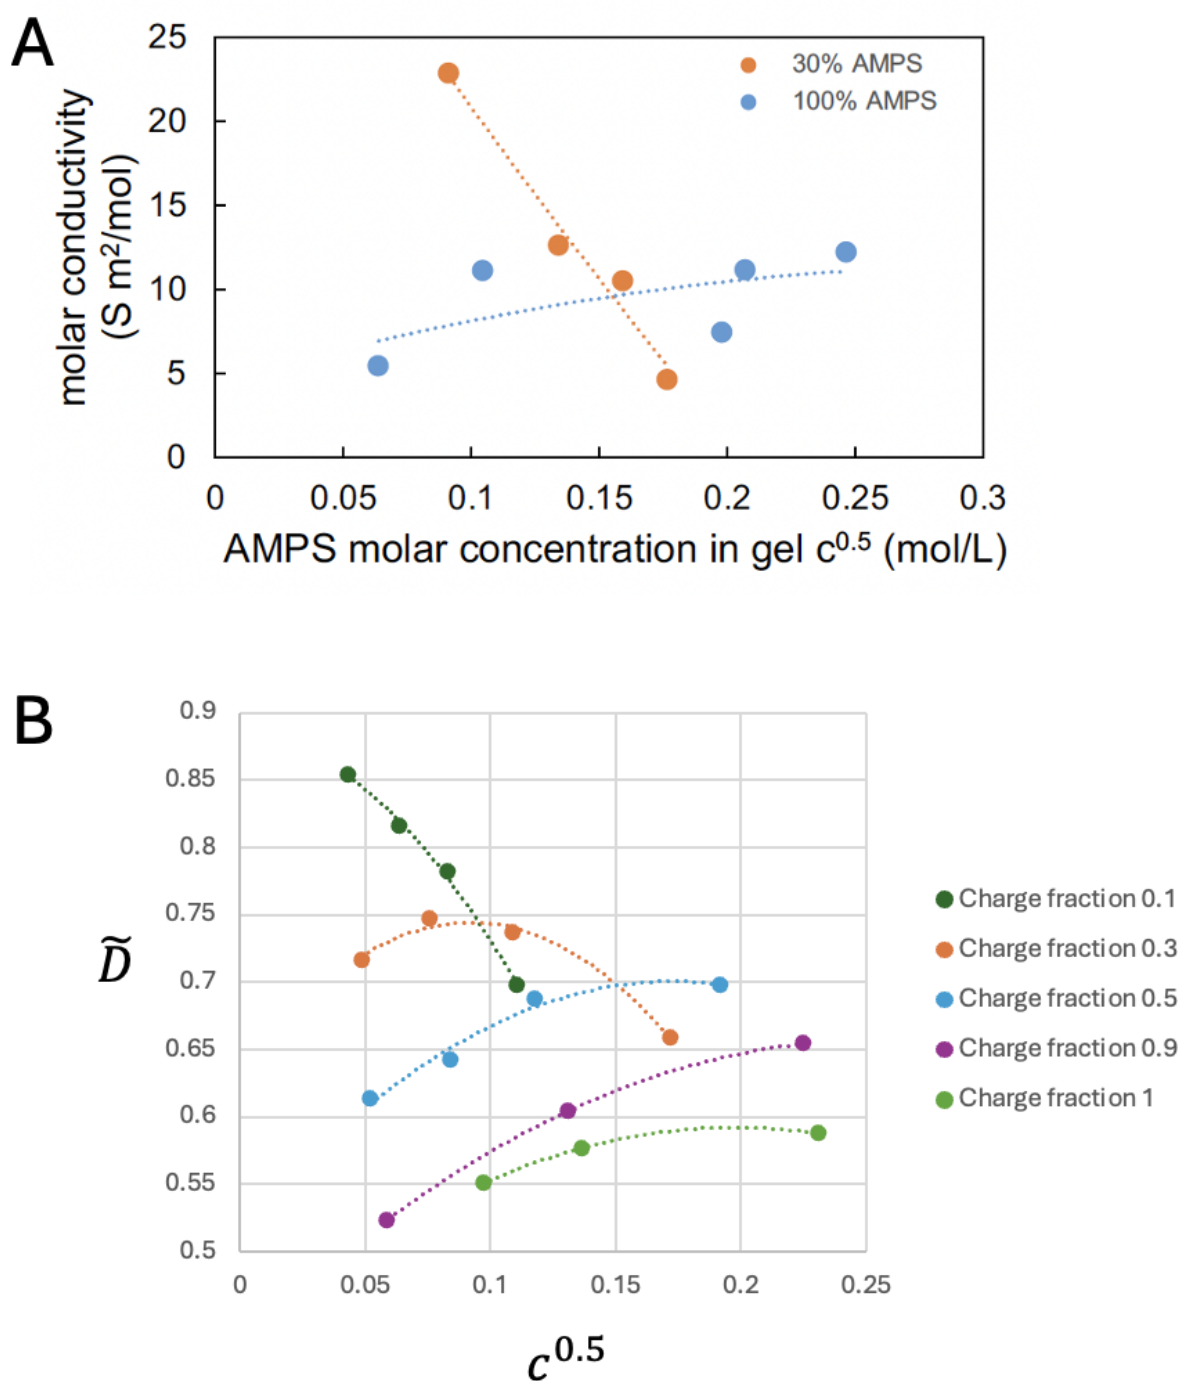 A
25
20
15
10
5
0
molar conductivity
(S m²/mol)
30% AMPS
100% AMPS
0 0.05 0.1 0.15 0.2 0.25 0.3
AMPS molar concentration in gel c⁰·⁵ (mol/L)
B
0.9
0.85
0.8
0.75
0.7
0.65
0.6
0.55
0.5
D̃
0 0.05 0.1 0.15 0.2 0.25
c⁰·⁵
Charge fraction 0.1
Charge fraction 0.3
Charge fraction 0.5
Charge fraction 0.9
Charge fraction 1